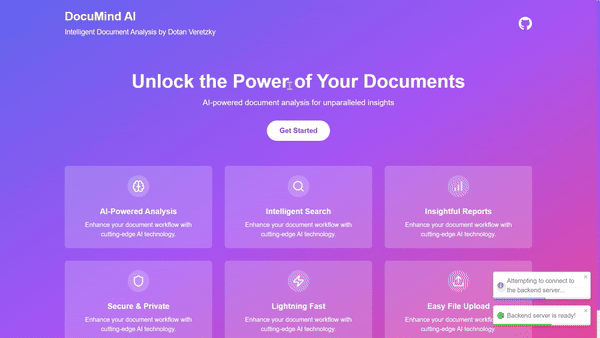 DocuMind AI
Intelligent Document Analysis by Dotan Veretzky
Unlock the Power of Your Documents
AI-powered document analysis for unparalleled insights
Get Started
AI-Powered Analysis
Enhance your document workflow with
cutting-edge AI technology.
Intelligent Search
Enhance your document workflow with
cutting-edge AI technology.
Insightful Reports
Enhance your document workflow with
cutting-edge AI technology.
Secure & Private
Enhance your document workflow with
cutting-edge AI technology.
Lightning Fast
Enhance your document workflow with
cutting-edge AI technology.
Easy File Upload
Enhance your document workflow with
cutting-edge AI technology.
Attempting to connect to
the backend server...
Backend server is ready!